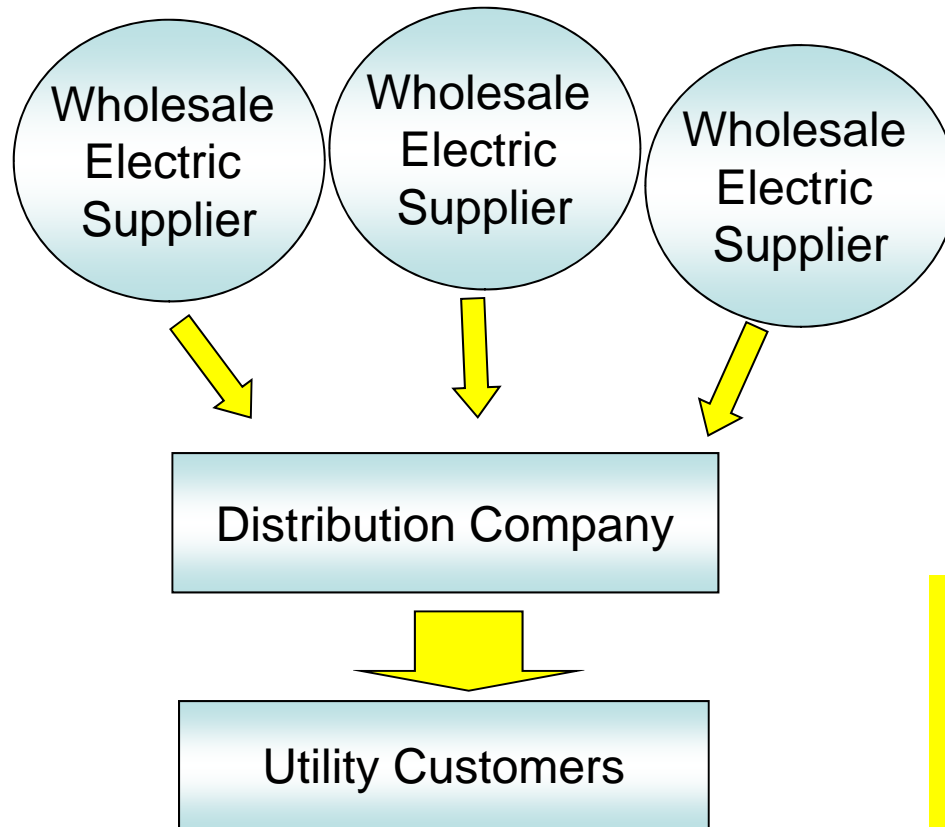 Wholesale
Electric
Supplier
Wholesale
Electric
Supplier
Wholesale
Electric
Supplier
Distribution Company
Utility Customers